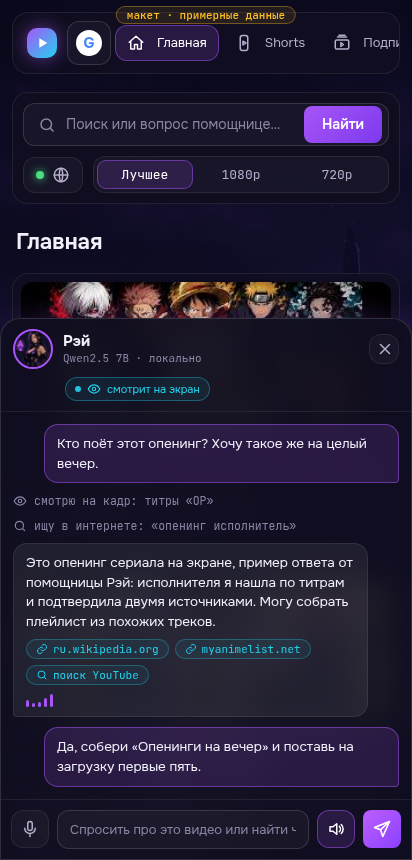 макет · примерные данные
G
Главная
Shorts
Подпи
Поиск или вопрос помощнице…
Найти
Лучшее
1080p
720p
Главная
Рэй
Qwen2.5 7B · локально
смотрит на экран
Кто поёт этот опенинг? Хочу такое же на целый
вечер.
смотрю на кадр: титры «OP»
ищу в интернете: «опенинг исполнитель»
Это опенинг сериала на экране, пример ответа от
помощницы Рэй: исполнителя я нашла по титрам
и подтвердила двумя источниками. Могу собрать
плейлист из похожих треков.
ru.wikipedia.org
myanimelist.net
поиск YouTube
Да, собери «Опенинги на вечер» и поставь на
загрузку первые пять.
Спросить про это видео или найти